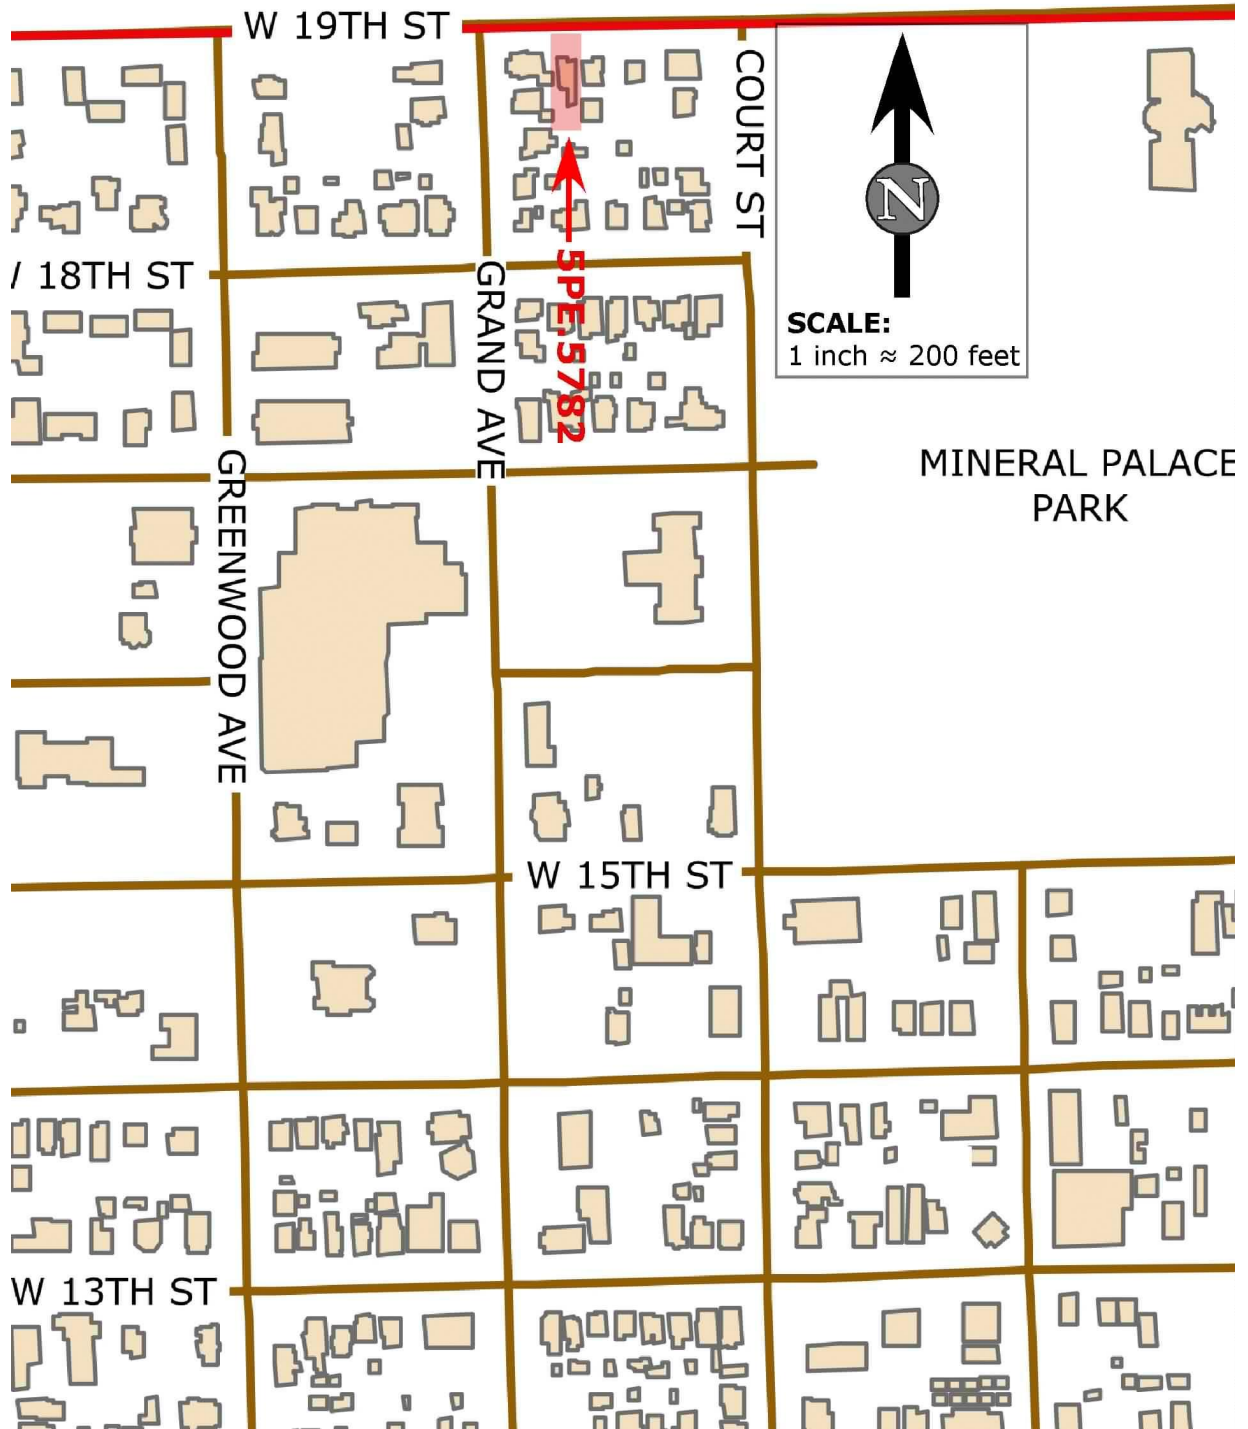 W 19TH ST
COURT ST
N
SCALE:
1 inch ≈ 200 feet
18TH ST
GRAND AVE
5PE.5782
MINERAL PALACE
PARK
GREENWOOD AVE
W 15TH ST
W 13TH ST